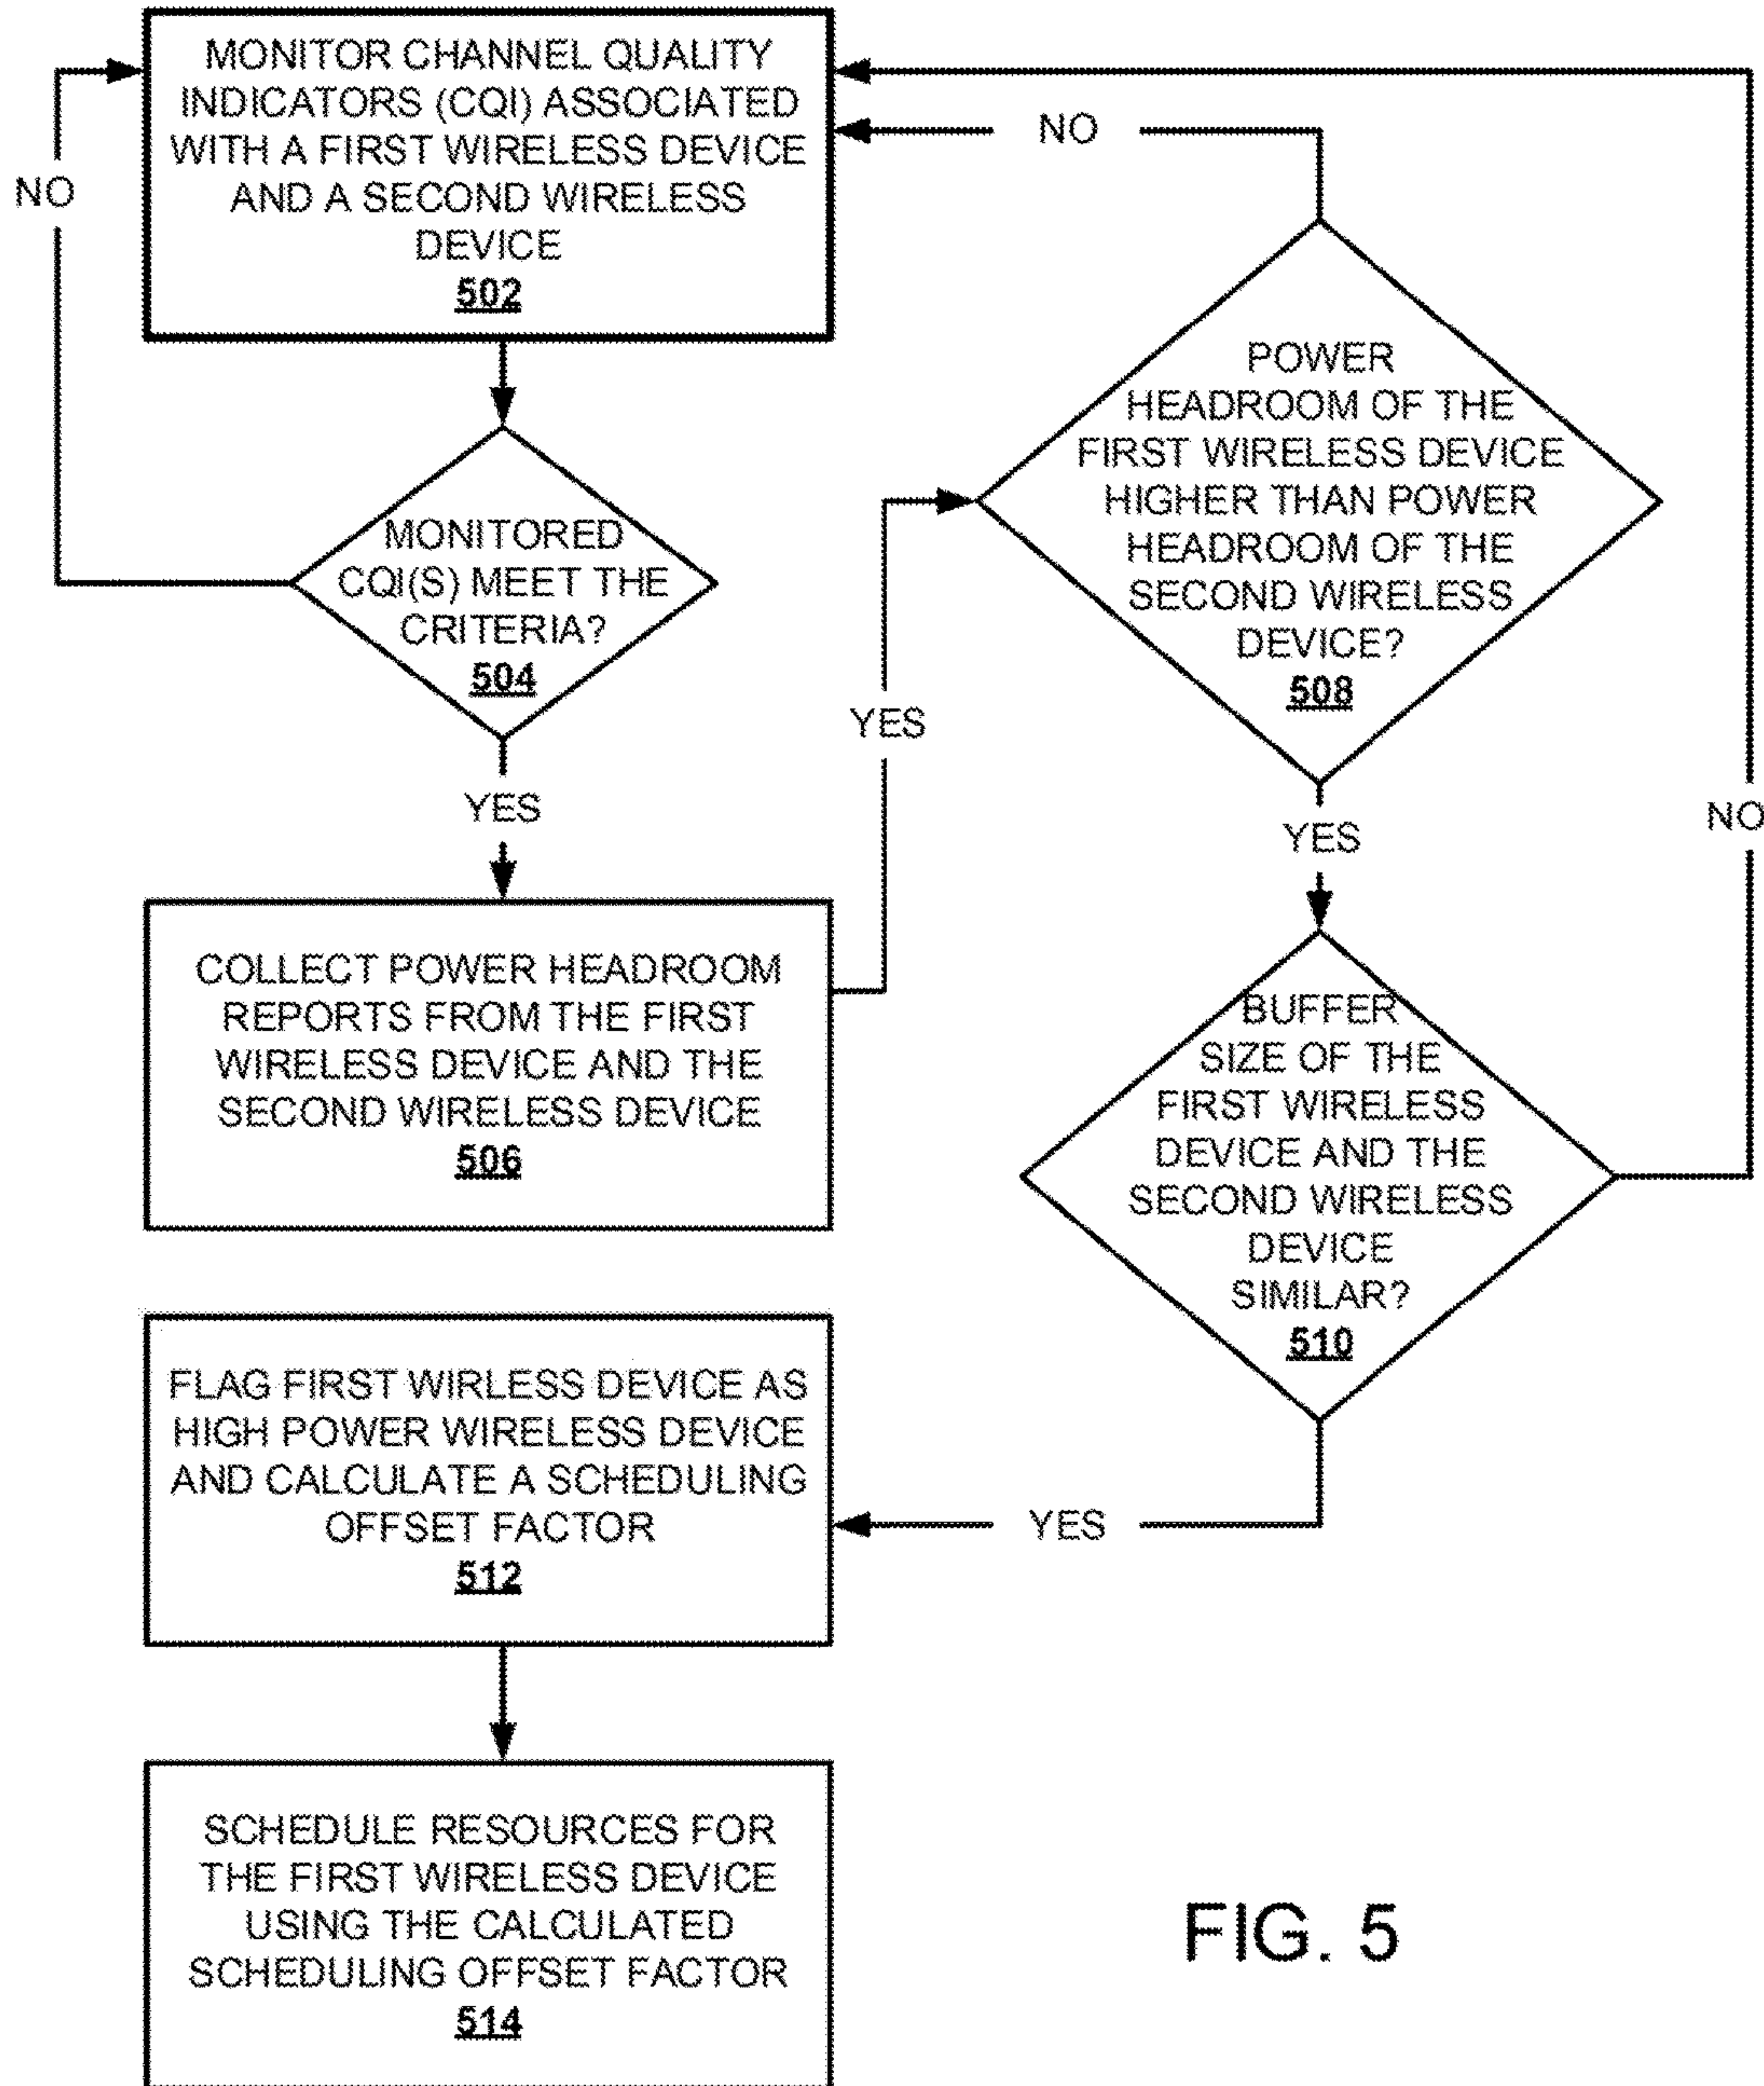 MONITOR CHANNEL QUALITY
INDICATORS (CQI) ASSOCIATED
WITH A FIRST WIRELESS DEVICE
AND A SECOND WIRELESS
DEVICE
502
NO
MONITORED
CQI(S) MEET THE
CRITERIA?
504
YES
COLLECT POWER HEADROOM
REPORTS FROM THE FIRST
WIRELESS DEVICE AND THE
SECOND WIRELESS DEVICE
506
YES
NO
POWER
HEADROOM OF THE
FIRST WIRELESS DEVICE
HIGHER THAN POWER
HEADROOM OF THE
SECOND WIRELESS
DEVICE?
508
YES
BUFFER
SIZE OF THE
FIRST WIRELESS
DEVICE AND THE
SECOND WIRELESS
DEVICE
SIMILAR?
510
NO
YES
FLAG FIRST WIRLESS DEVICE AS
HIGH POWER WIRELESS DEVICE
AND CALCULATE A SCHEDULING
OFFSET FACTOR
512
SCHEDULE RESOURCES FOR
THE FIRST WIRELESS DEVICE
USING THE CALCULATED
SCHEDULING OFFSET FACTOR
514
FIG. 5